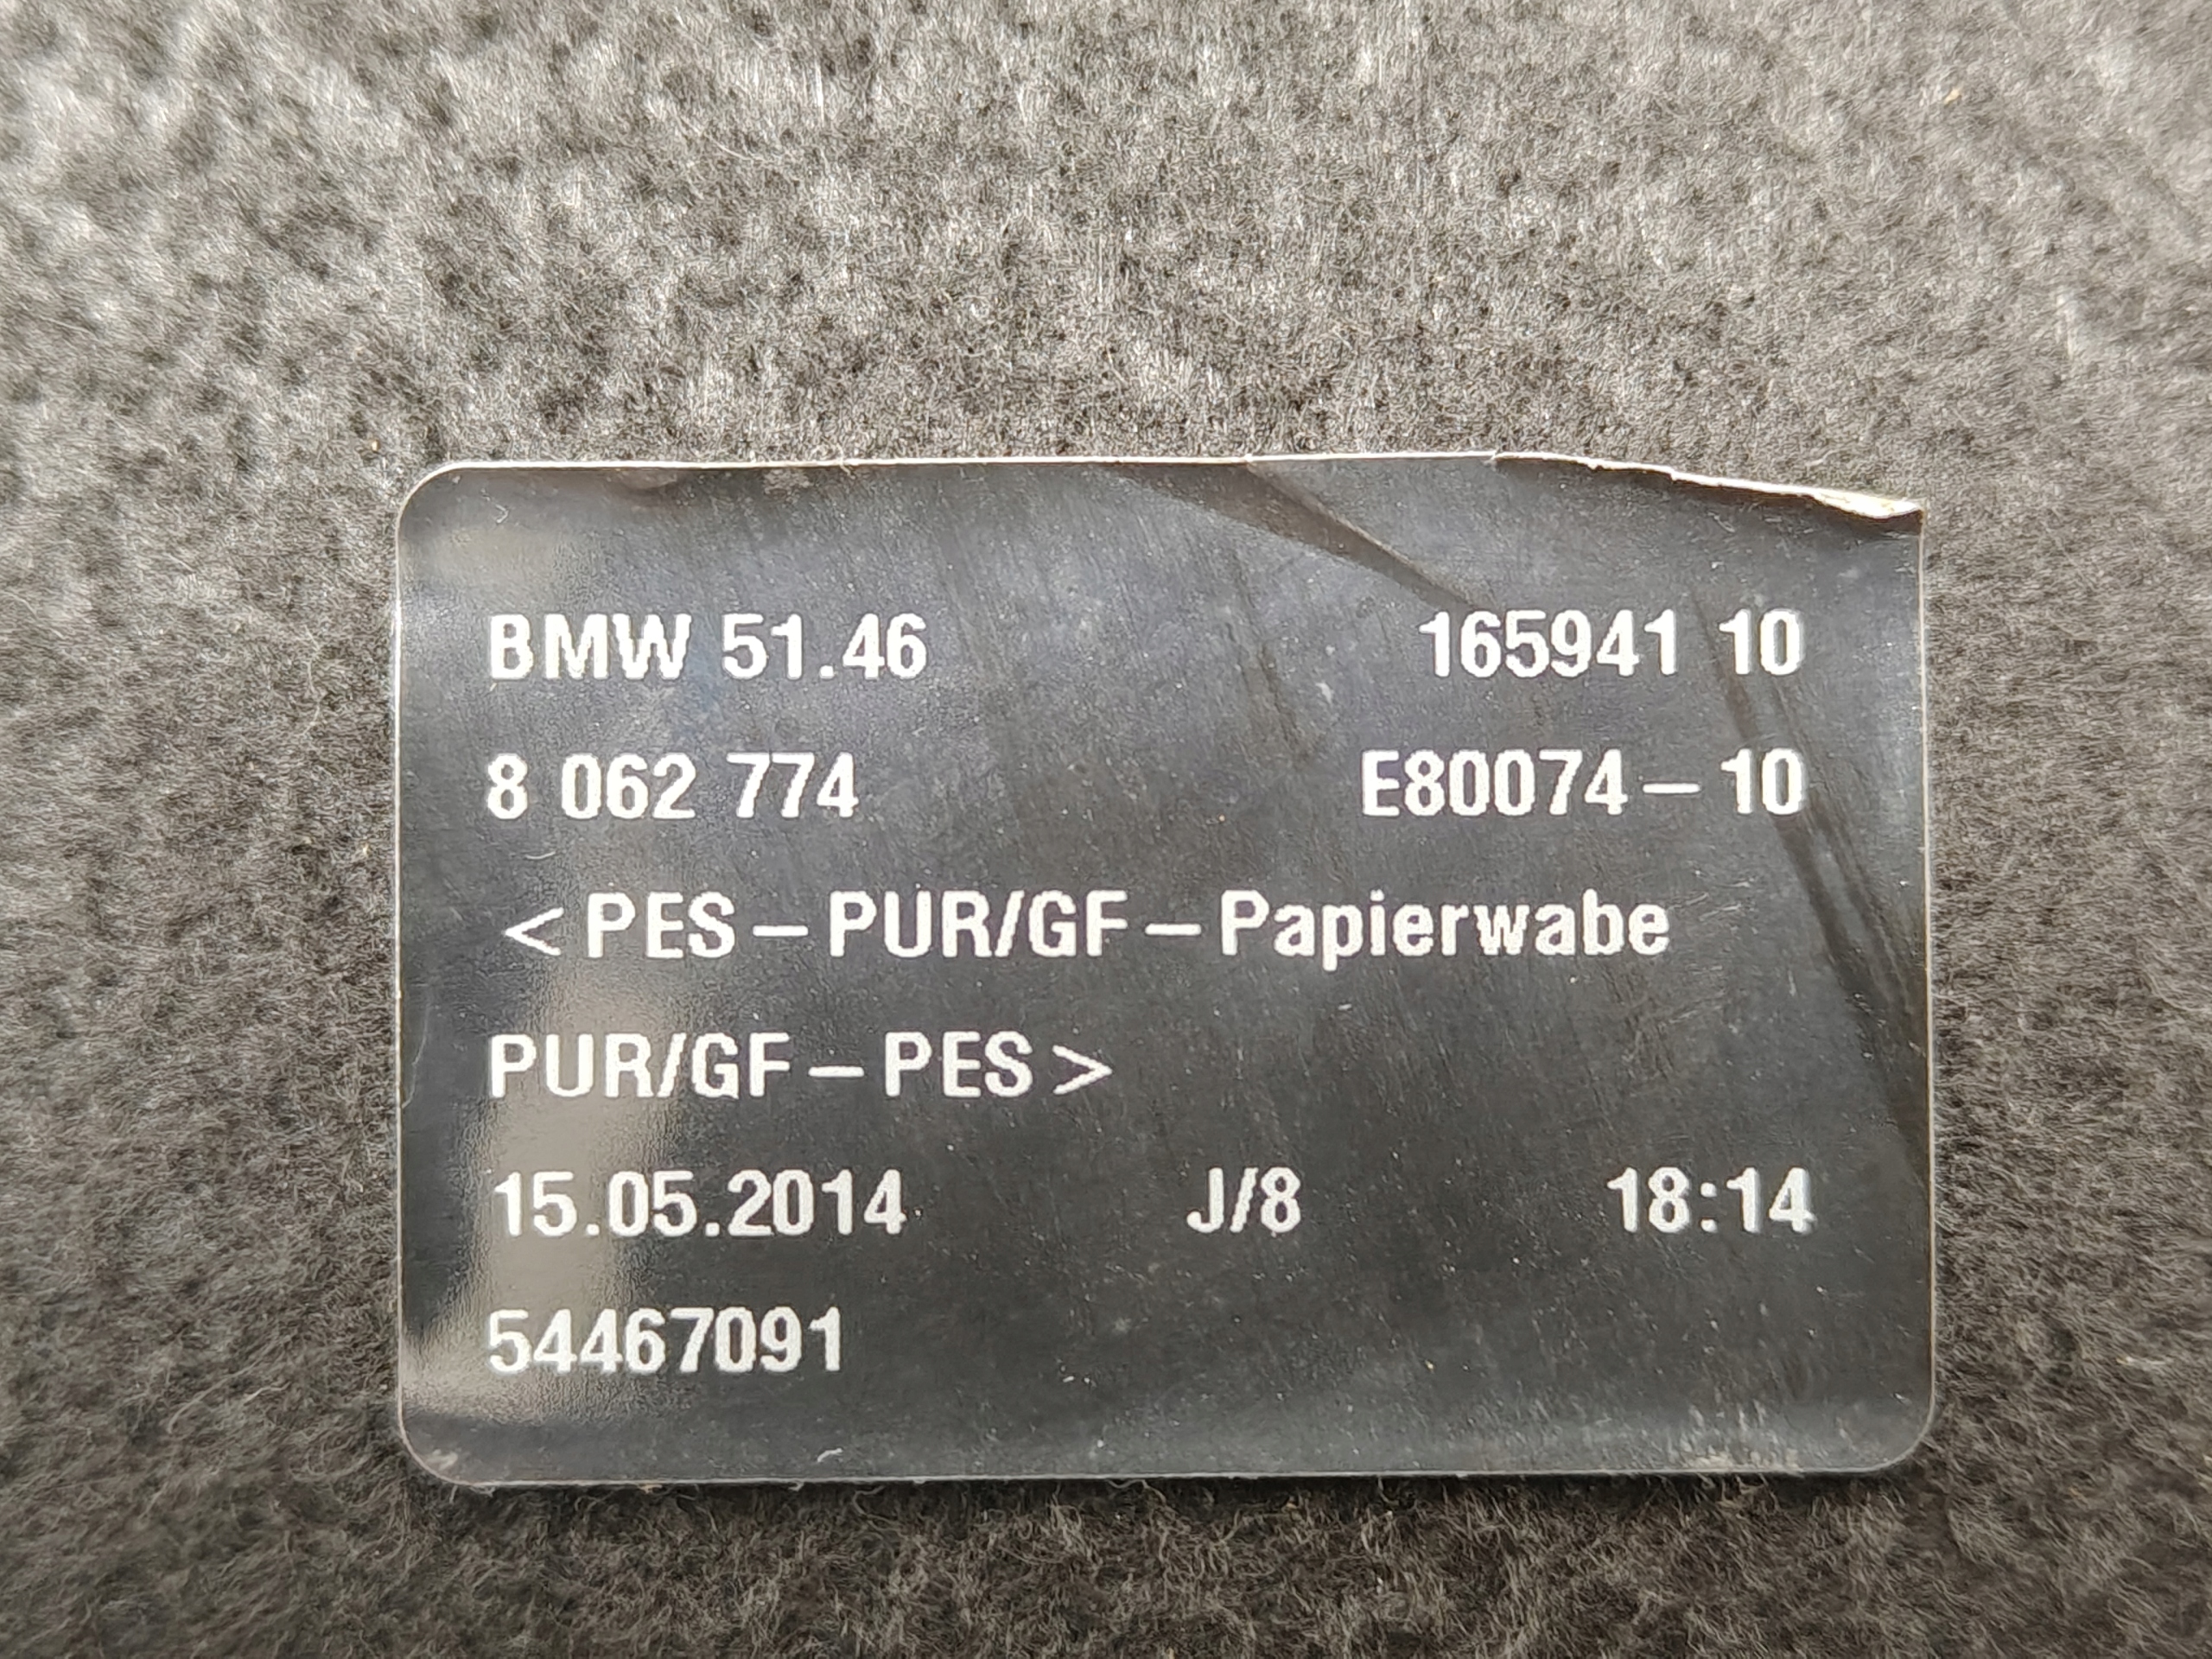 BMW 51.46 165941 10
8 062 774 E80074-10
<PES-PUR/GF-Papierwabe
PUR/GF-PES>
15.05.2014 J/8 18:14
54467091